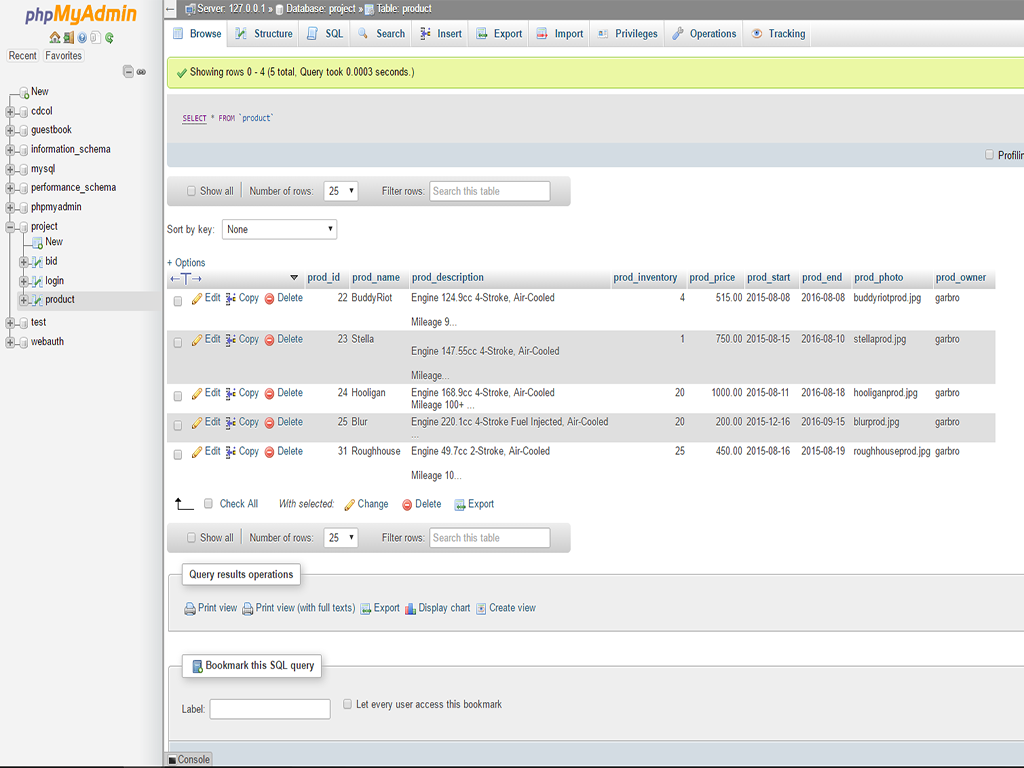 phpMyAdmin
Recent Favorites
New
cdcol
guestbook
information_schema
mysql
performance_schema
phpmyadmin
project
New
bid
login
product
test
webauth
Server: 127.0.0.1 » Database: project » Table: product
Browse Structure SQL Search Insert Export Import Privileges Operations Tracking
Showing rows 0 - 4 (5 total, Query took 0.0003 seconds.)
SELECT * FROM `product`
Profilin
Show all Number of rows: 25 Filter rows: Search this table
Sort by key: None
+ Options
←T→ prod_id prod_name prod_description prod_inventory prod_price prod_start prod_end prod_photo prod_owner
Edit Copy Delete 22 BuddyRiot Engine 124.9cc 4-Stroke, Air-Cooled 4 515.00 2015-08-08 2016-08-08 buddyriotprod.jpg garbro
Mileage 9...
Edit Copy Delete 23 Stella 1 750.00 2015-08-15 2016-08-10 stellaprod.jpg garbro
Engine 147.55cc 4-Stroke, Air-Cooled
Mileage...
Edit Copy Delete 24 Hooligan Engine 168.9cc 4-Stroke, Air-Cooled 20 1000.00 2015-08-11 2016-08-18 hooliganprod.jpg garbro
Mileage 100+ ...
Edit Copy Delete 25 Blur Engine 220.1cc 4-Stroke Fuel Injected, Air-Cooled 20 200.00 2015-12-16 2016-09-15 blurprod.jpg garbro
...
Edit Copy Delete 31 Roughhouse Engine 49.7cc 2-Stroke, Air-Cooled 25 450.00 2015-08-16 2015-08-19 roughhouseprod.jpg garbro
Mileage 10...
Check All With selected: Change Delete Export
Show all Number of rows: 25 Filter rows: Search this table
Query results operations
Print view Print view (with full texts) Export Display chart Create view
Bookmark this SQL query
Label: Let every user access this bookmark
Console